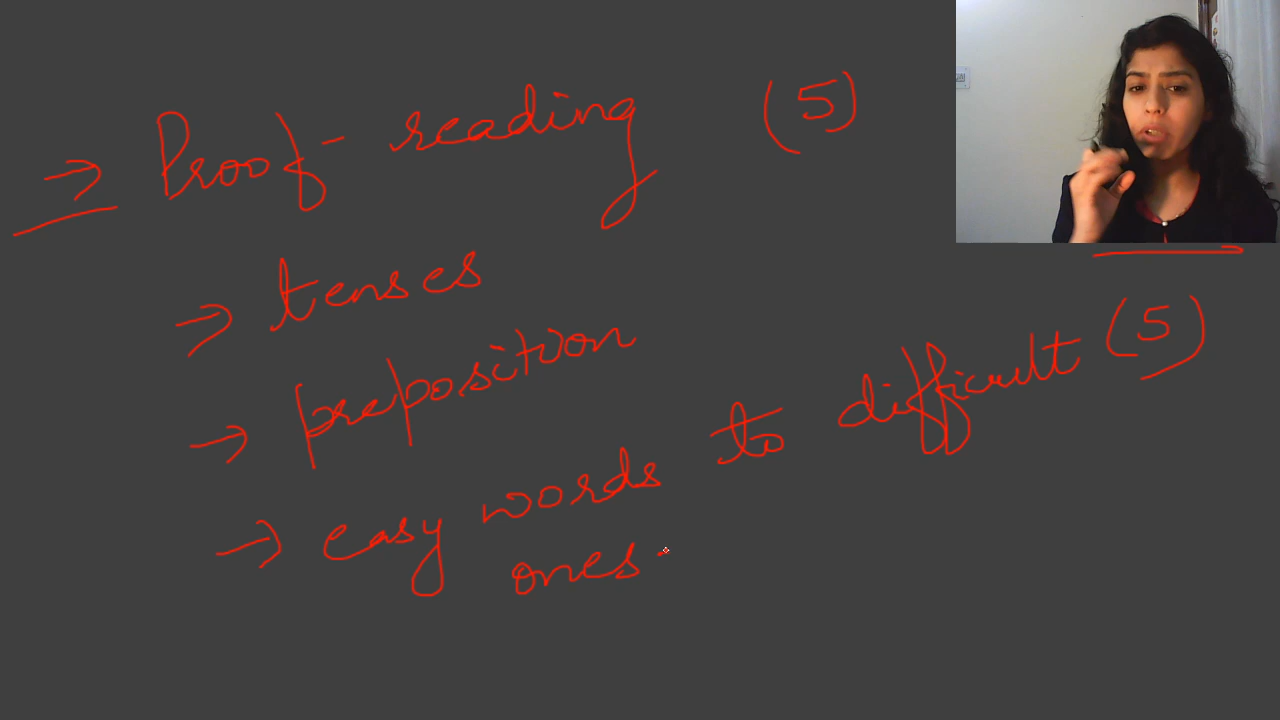 → Proof-reading (5)
→ tenses
→ preposition
→ easy words to difficult (5)
ones.